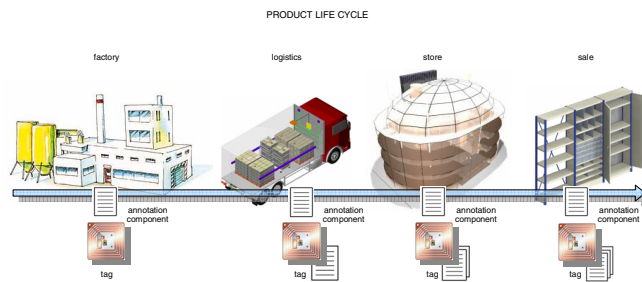 PRODUCT LIFE CYCLE
factory
logistics
store
sale
annotation
component
annotation
component
annotation
component
annotation
component
tag
tag
tag
tag